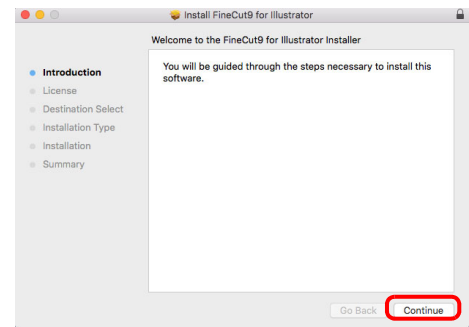 Install FineCut9 for Illustrator
Welcome to the FineCut9 for Illustrator Installer
Introduction
License
Destination Select
Installation Type
Installation
Summary
You will be guided through the steps necessary to install this
software.
Go Back
Continue